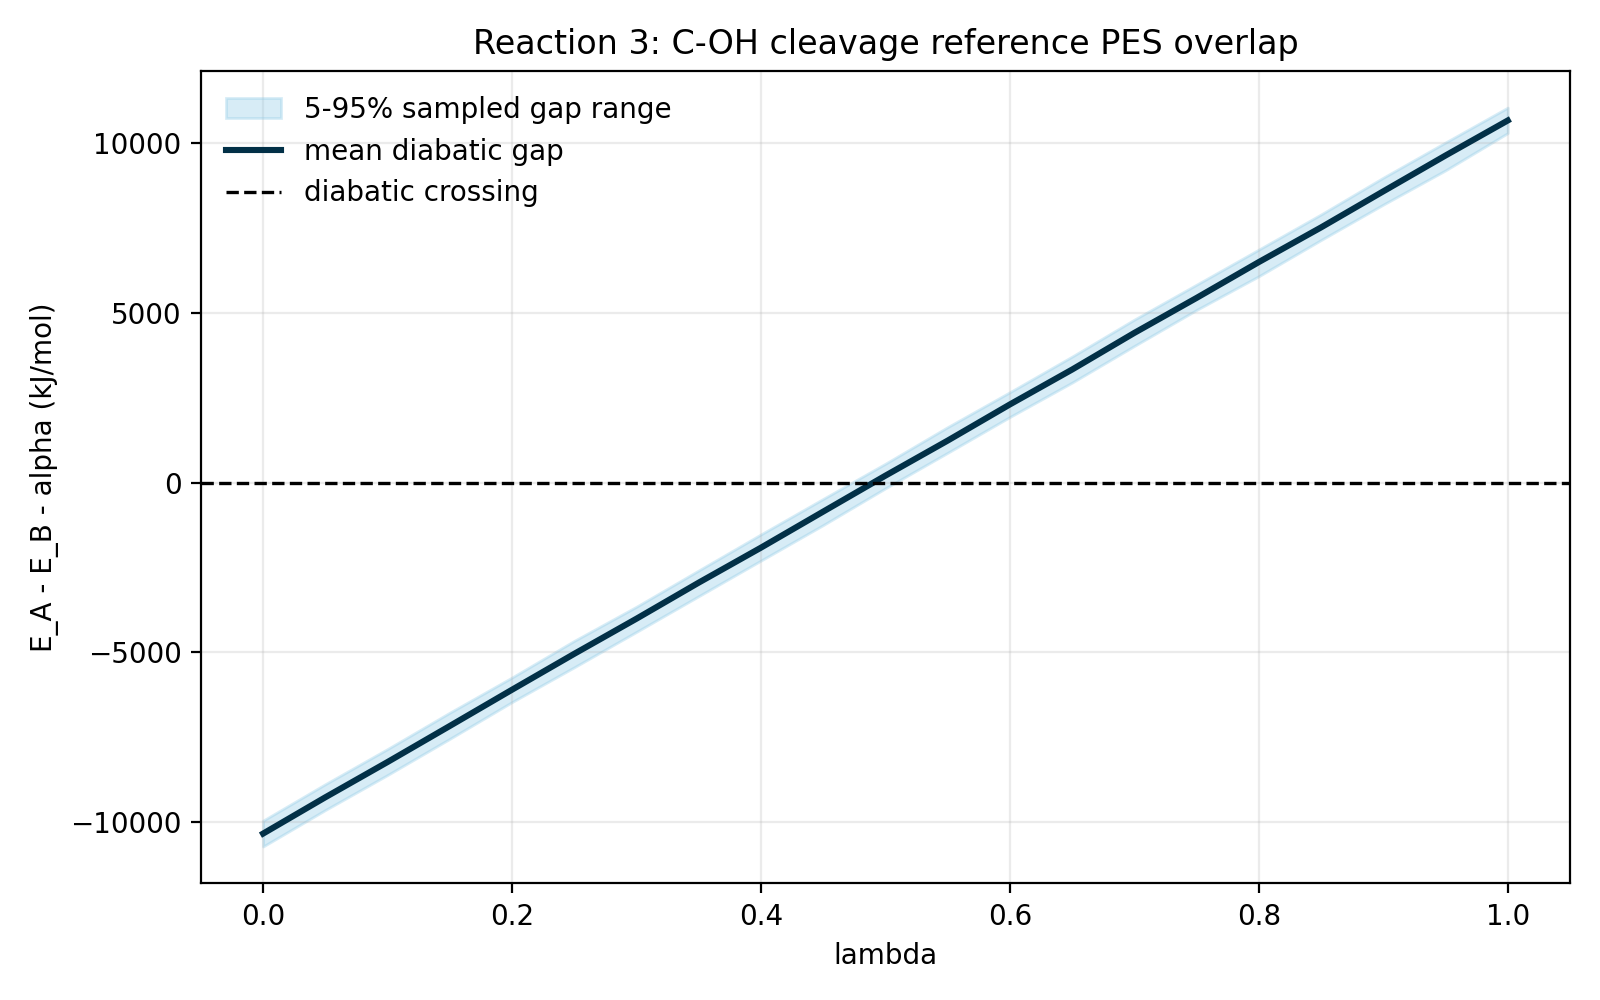 Reaction 3: C-OH cleavage reference PES overlap
5-95% sampled gap range
mean diabatic gap
diabatic crossing
E_A - E_B - alpha (kJ/mol)
10000
5000
0
−5000
−10000
0.0 0.2 0.4 0.6 0.8 1.0
lambda